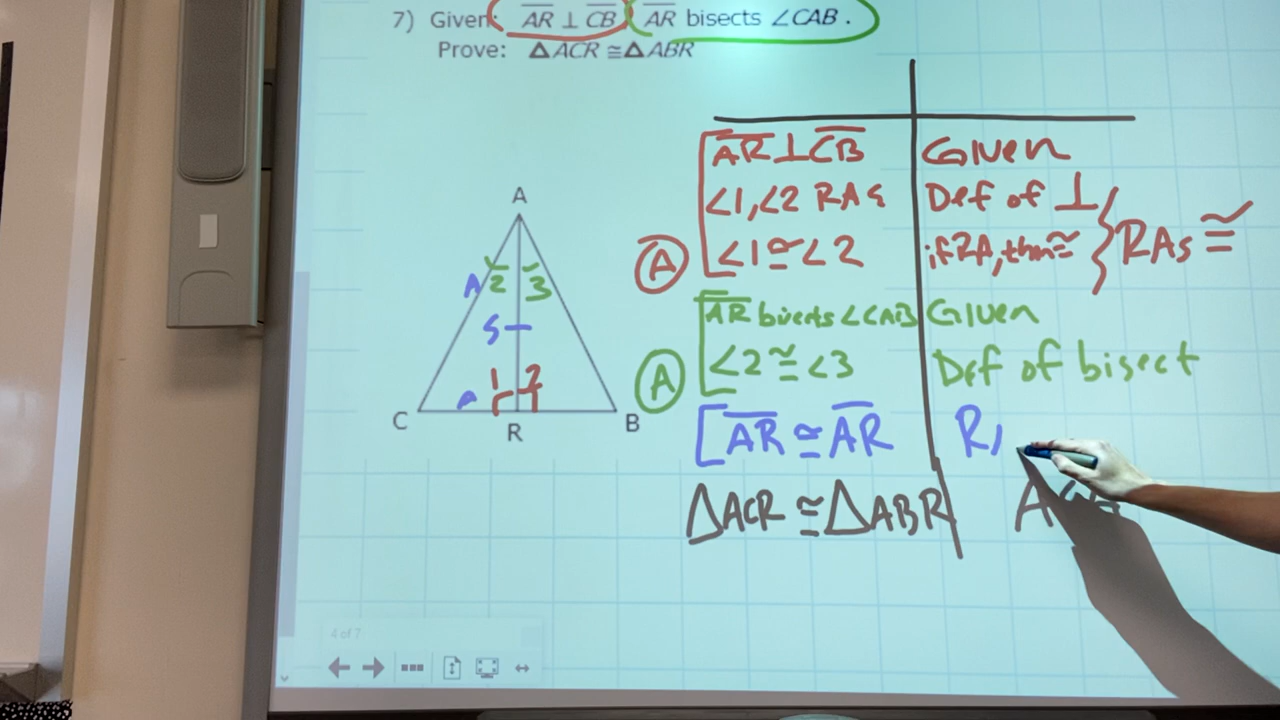 7) Given: AR ⊥ CB, AR bisects ∠CAB.
Prove: △ACR ≅ △ABR
AR ⊥ CB Given
∠1, ∠2 RAs Def of ⊥
A ∠1 ≅ ∠2 if RA, then ≅ RAs ≅
AR bisects ∠CAB Given
A ∠2 ≅ ∠3 Def of bisect
AR ≅ AR R
△ACR ≅ △ABR
A
A 2 3
S
A 1 2
C R B
4 of 7